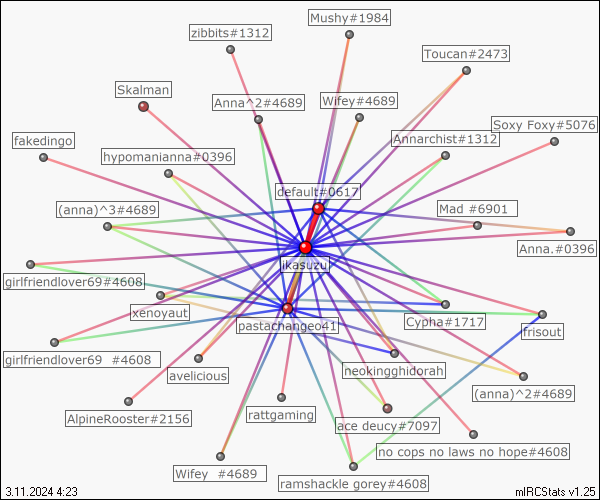 Mushy#1984
zibbits#1312
Toucan#2473
Skalman
Anna^2#4689
Wifey#4689
Soxy Foxy#5076
fakedingo
Annarchist#1312
hypomanianna#0396
default#0617
(anna)^3#4689
Mad #6901
Anna.#0396
ikasuzu
girlfriendlover69#4608
xenoyaut
pastachangeo41
Cypha#1717
frisout
girlfriendlover69  #4608
avelicious
neokingghidorah
(anna)^2#4689
AlpineRooster#2156
rattgaming
ace deucy#7097
no cops no laws no hope#4608
Wifey  #4689
ramshackle gorey#4608
3.11.2024 4:23
mIRCStats v1.25